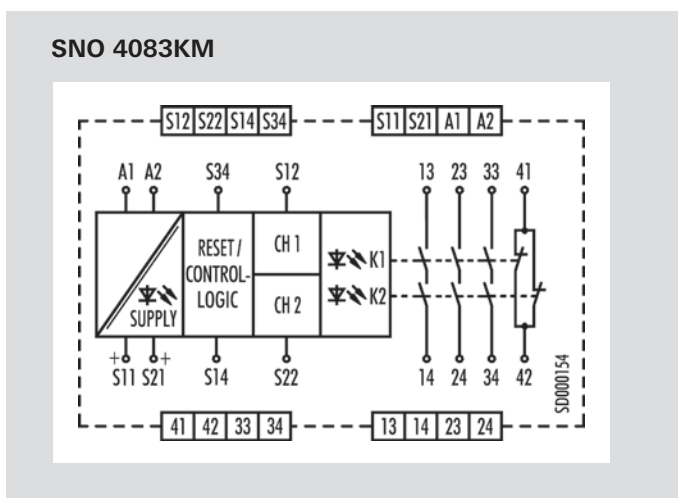 SNO 4083KM
S12 S22 S14 S34 S11 S21 A1 A2
A1 A2 S34 S12 13 23 33 41
RESET /
CONTROL-
LOGIC
CH 1
CH 2
K1
K2
SUPPLY
+ +
S11 S21 S14 S22 14 24 34 42
SD000154
41 42 33 34 13 14 23 24